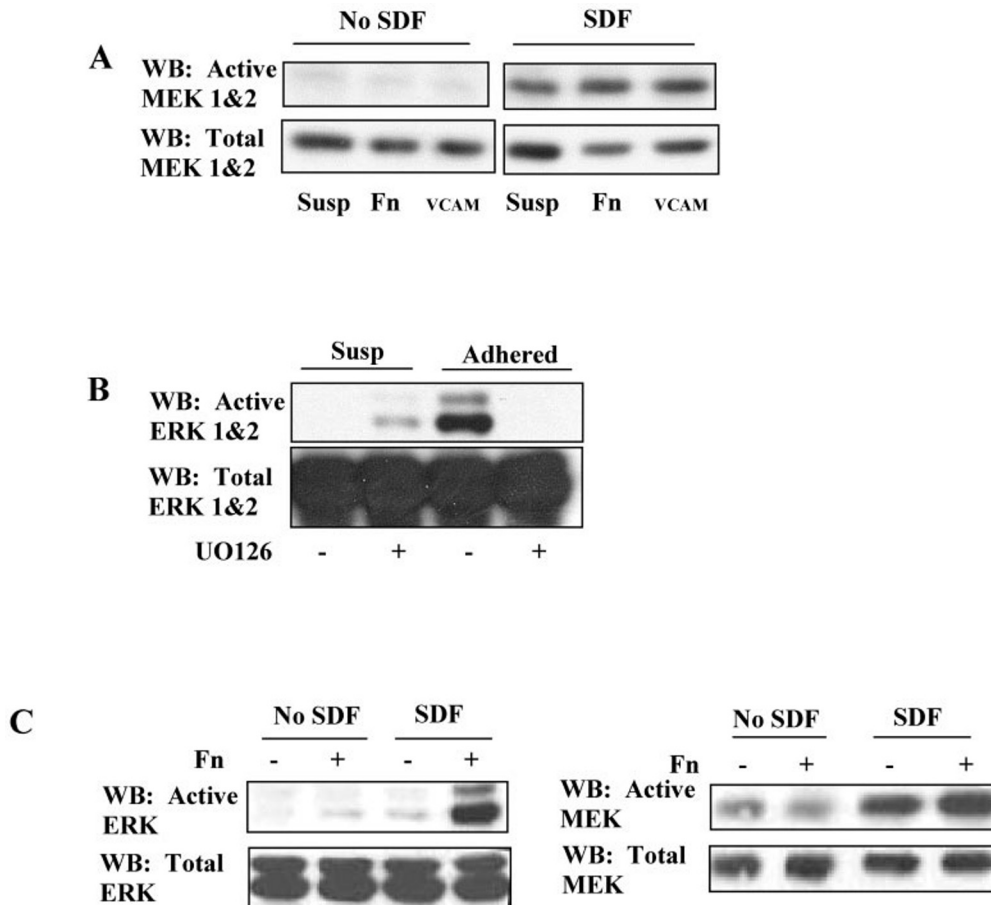 No SDF SDF
A
WB: Active
MEK 1&2
WB: Total
MEK 1&2
Susp Fn VCAM Susp Fn VCAM
Susp Adhered
B
WB: Active
ERK 1&2
WB: Total
ERK 1&2
UO126 - + - +
C
No SDF SDF
Fn - + - +
WB: Active
ERK
WB: Total
ERK
No SDF SDF
Fn - + - +
WB: Active
MEK
WB: Total
MEK